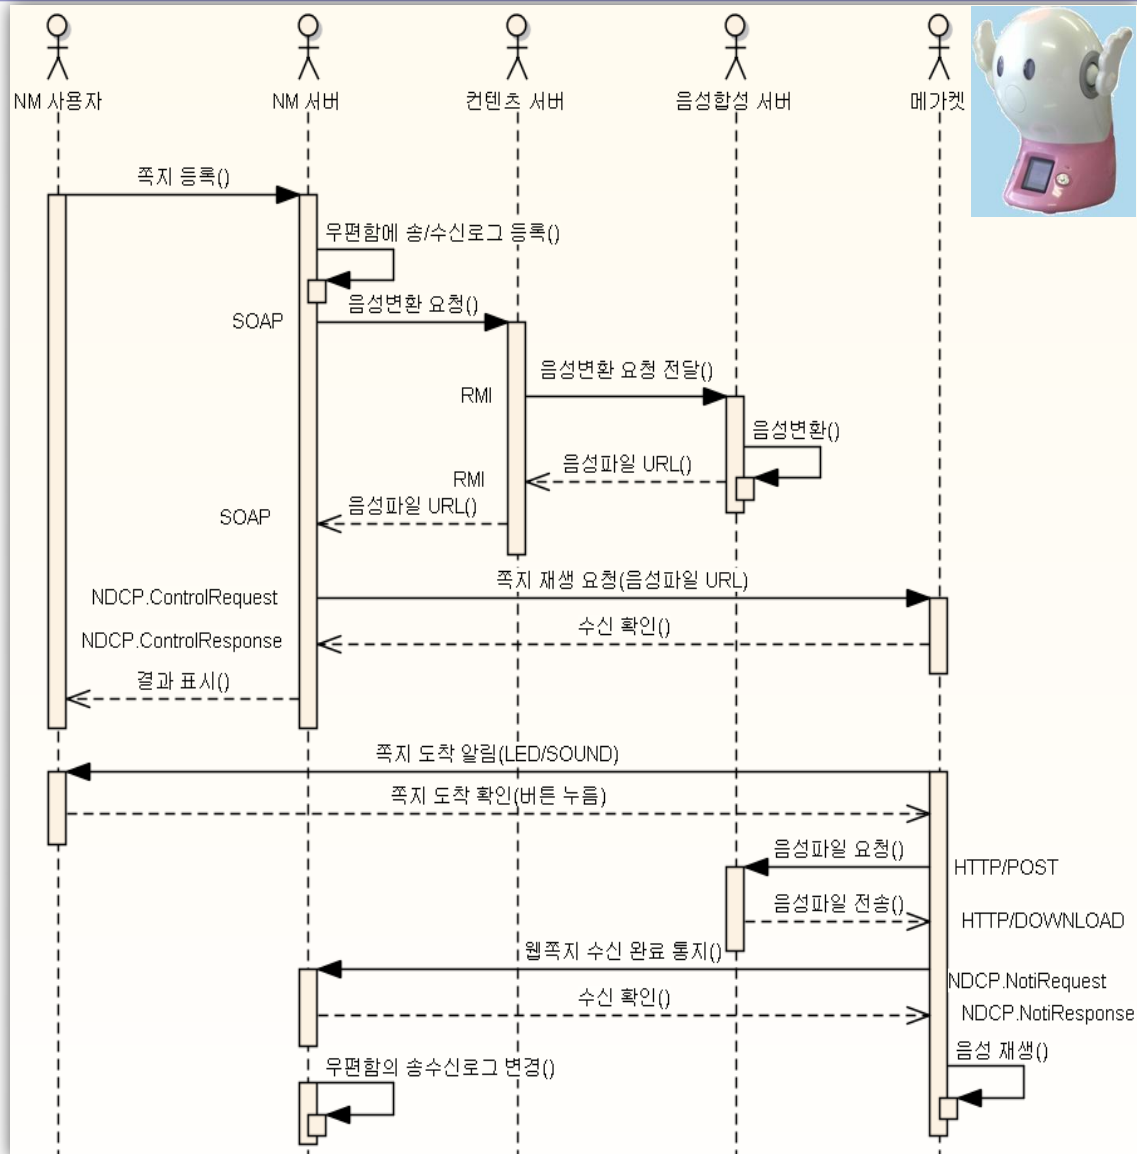 NM 사용자
NM 서버
컨텐츠 서버
음성합성 서버
메가켓
쪽지 등록()
우편함에 송/수신로그 등록()
음성변환 요청()
SOAP
음성변환 요청 전달()
RMI
음성변환()
음성파일 URL()
RMI
음성파일 URL()
SOAP
쪽지 재생 요청(음성파일 URL)
NDCP.ControlRequest
수신 확인()
NDCP.ControlResponse
결과 표시()
쪽지 도착 알림(LED/SOUND)
쪽지 도착 확인(버튼 누름)
음성파일 요청()
HTTP/POST
음성파일 전송()
HTTP/DOWNLOAD
웹쪽지 수신 완료 통지()
NDCP.NotiRequest
수신 확인()
NDCP.NotiResponse
음성 재생()
우편함의 송수신로그 변경()